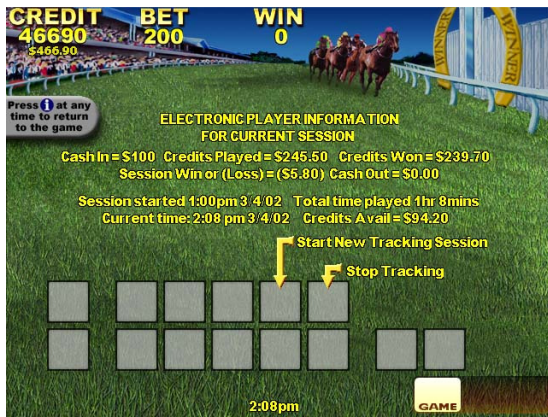 CREDIT BET WIN
46690 200 0
$466.90
WINNER
WINNER
Press i at any
time to return
to the game
ELECTRONIC PLAYER INFORMATION
FOR CURRENT SESSION
Cash In = $100 Credits Played = $245.50 Credits Won = $239.70
Session Win or (Loss) = ($5.80) Cash Out = $0.00
Session started 1:00pm 3/4/02 Total time played 1hr 8mins
Current time: 2:08 pm 3/4/02 Credits Avail = $94.20
Start New Tracking Session
Stop Tracking
2:08pm
GAME